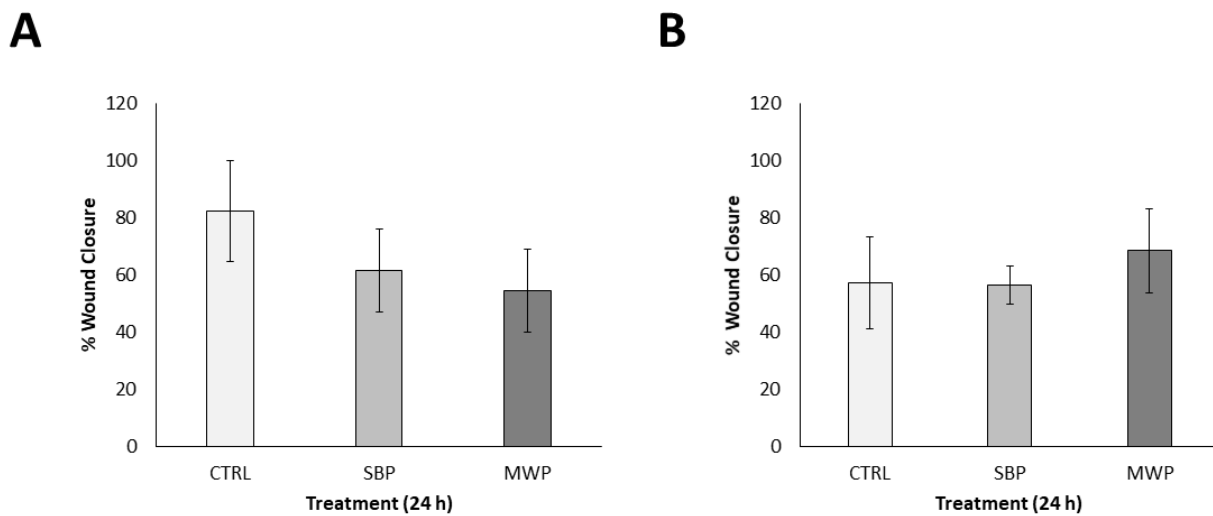 A
120
100
80
60
40
20
0
% Wound Closure
CTRL SBP MWP
Treatment (24 h)
B
120
100
80
60
40
20
0
% Wound Closure
CTRL SBP MWP
Treatment (24 h)